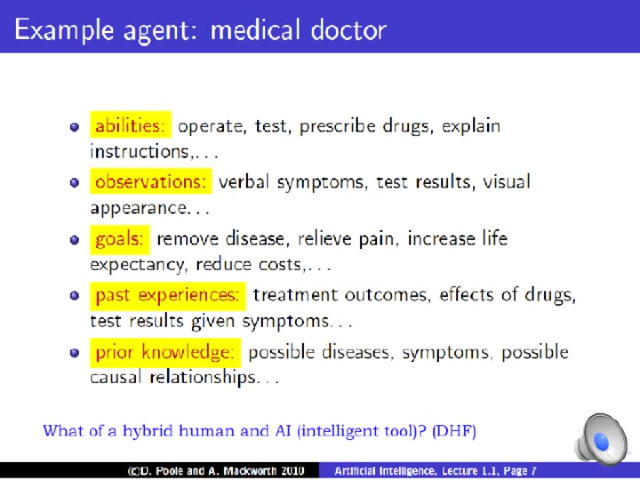 Example agent: medical doctor
abilities: operate, test, prescribe drugs, explain
instructions,...
observations: verbal symptoms, test results, visual
appearance...
goals: remove disease, relieve pain, increase life
expectancy, reduce costs,...
past experiences: treatment outcomes, effects of drugs,
test results given symptoms...
prior knowledge: possible diseases, symptoms, possible
causal relationships...
What of a hybrid human and AI (intelligent tool)? (DHF)
©D. Poole and A. Mackworth 2010 Artificial Intelligence, Lecture 1.1, Page 7